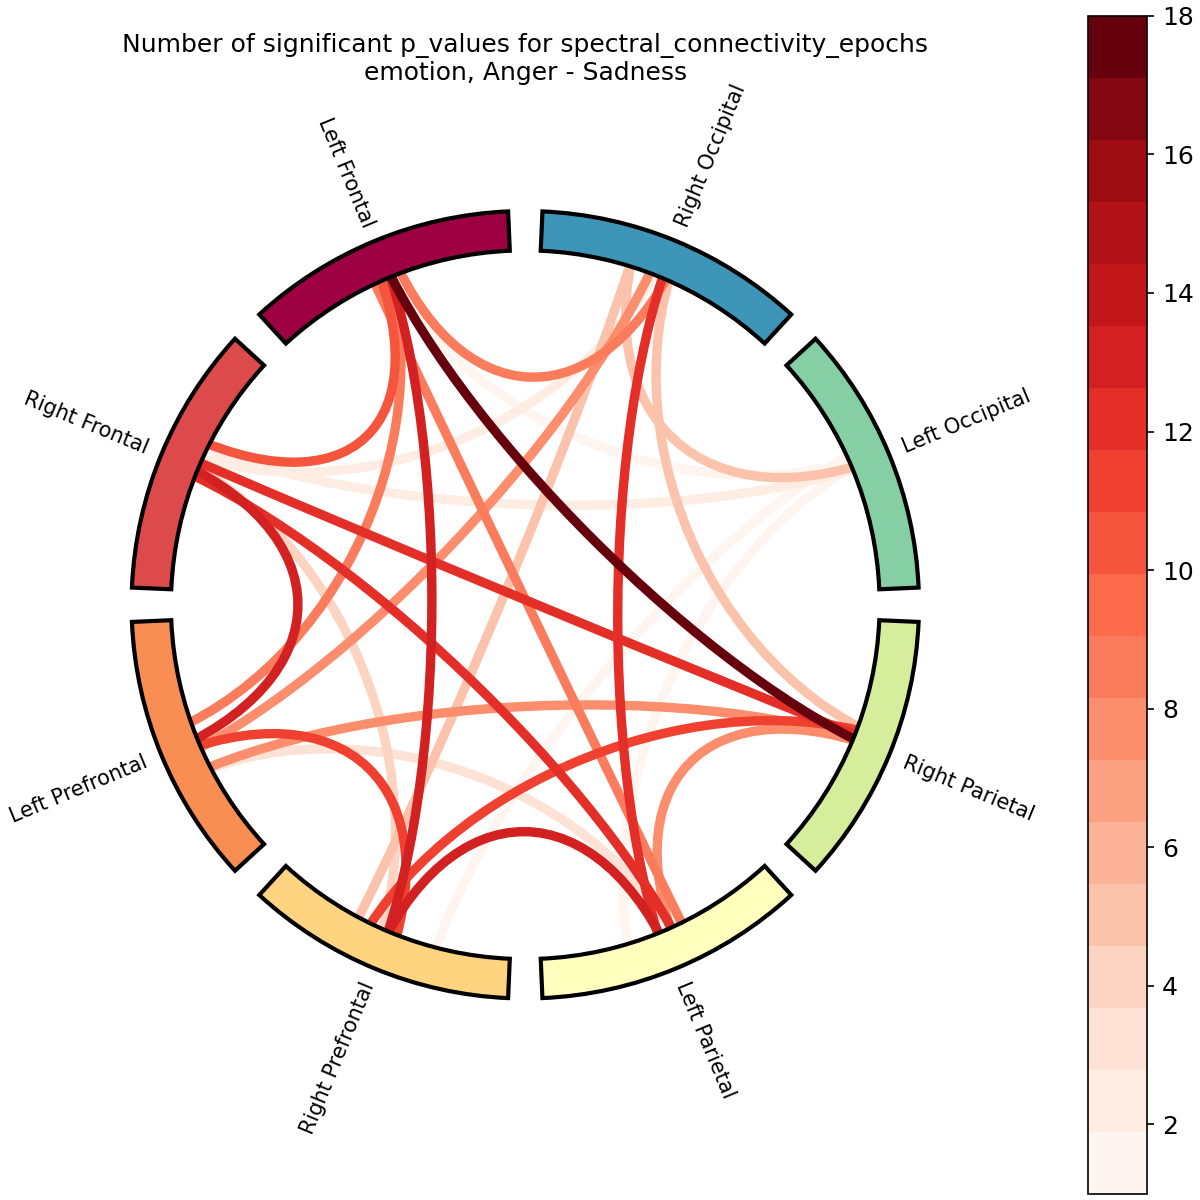 Number of significant p_values for spectral_connectivity_epochs
emotion, Anger - Sadness
Left Frontal
Right Occipital
Right Frontal
Left Occipital
Left Prefrontal
Right Parietal
Right Prefrontal
Left Parietal
18
16
14
12
10
8
6
4
2